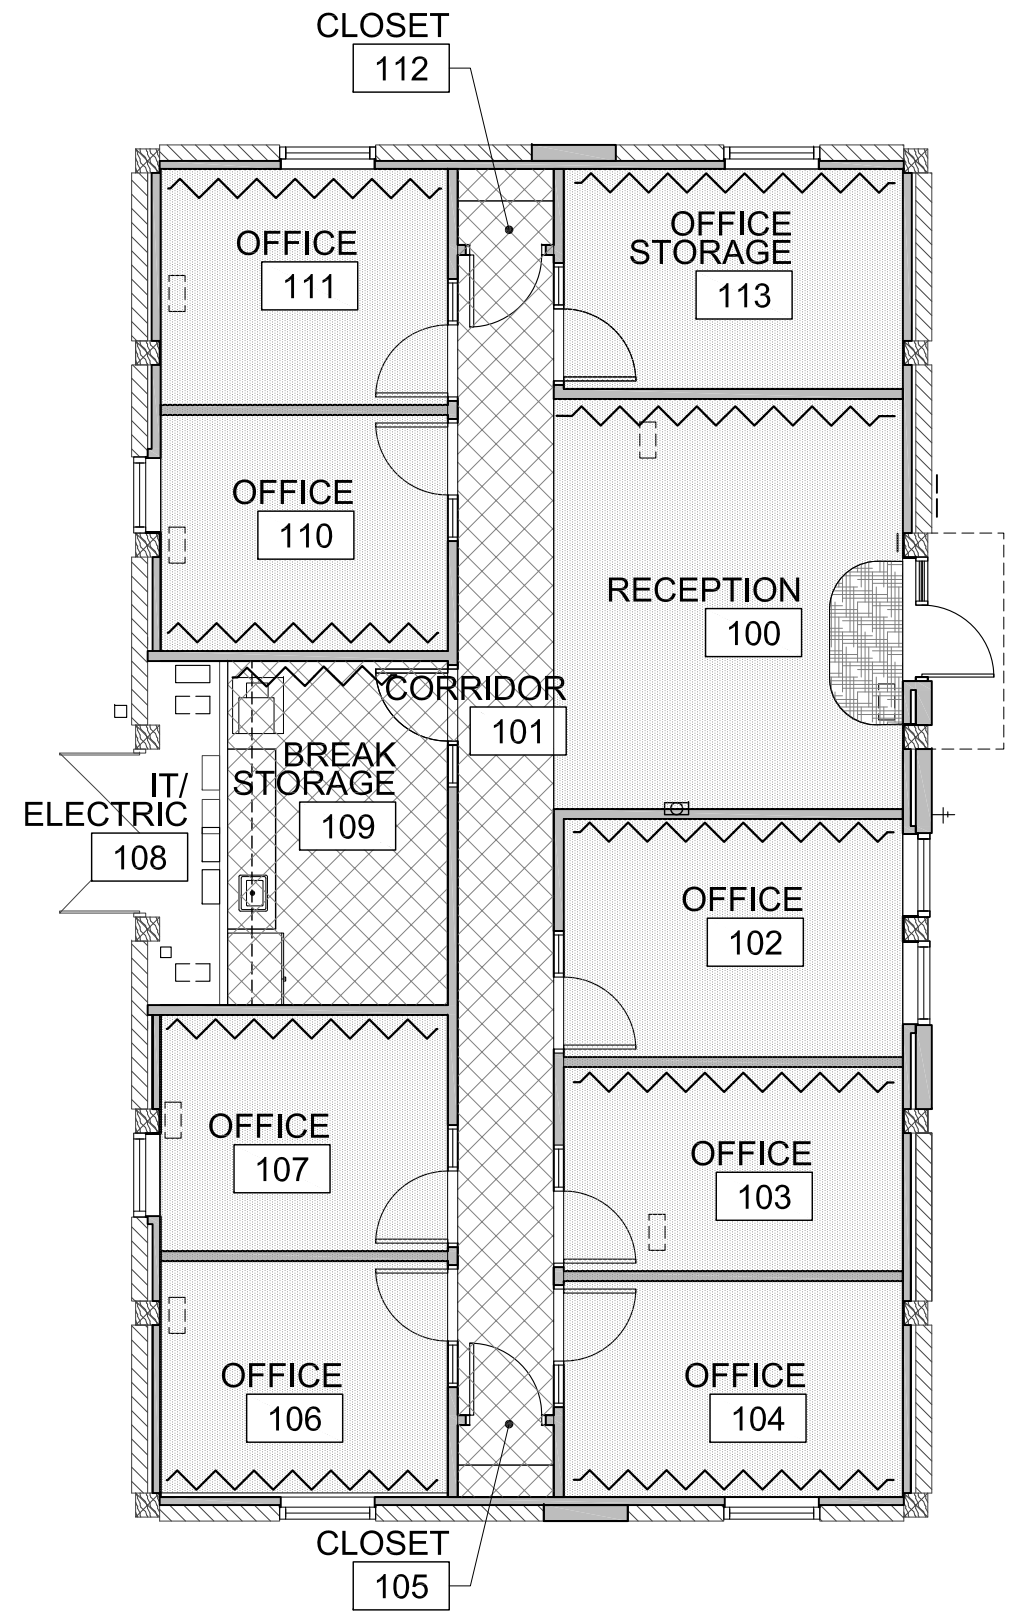 CLOSET
112
OFFICE
111
OFFICE
STORAGE
113
OFFICE
110
RECEPTION
100
CORRIDOR
101
BREAK
STORAGE
109
IT/
ELECTRIC
108
OFFICE
102
OFFICE
107
OFFICE
103
OFFICE
106
OFFICE
104
CLOSET
105